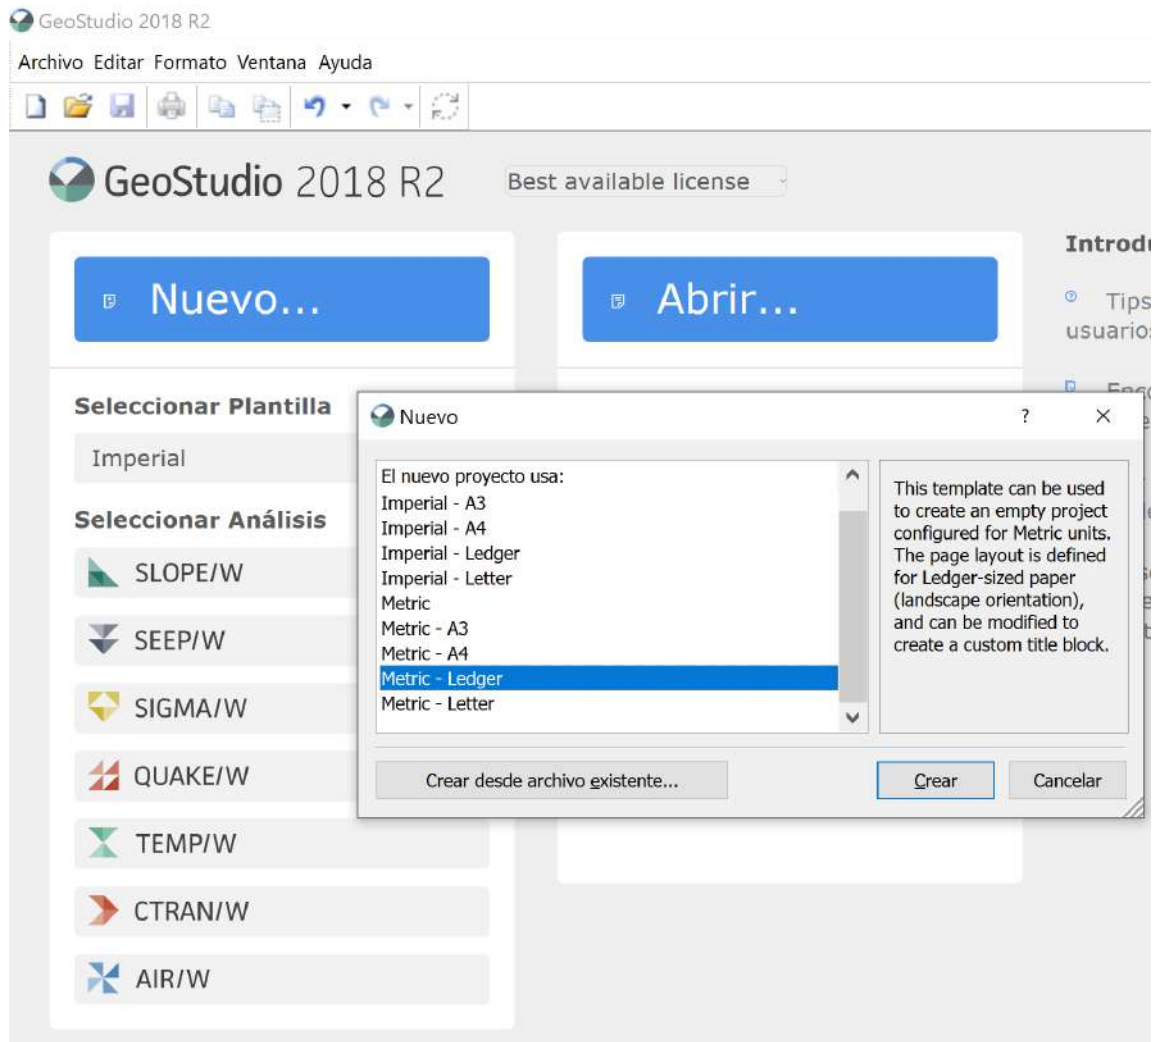 GeoStudio 2018 R2
Archivo Editar Formato Ventana Ayuda
GeoStudio 2018 R2
Best available license
Nuevo...
Abrir...
Seleccionar Plantilla
Imperial
Seleccionar Análisis
SLOPE/W
SEEP/W
SIGMA/W
QUAKE/W
TEMP/W
CTRAN/W
AIR/W
Tips
Nuevo
?
El nuevo proyecto usa:
Imperial - A3
Imperial - A4
Imperial - Ledger
Imperial - Letter
Metric
Metric - A3
Metric - A4
Metric - Ledger
Metric - Letter
This template can be used
to create an empty project
configured for Metric units.
The page layout is defined
for Ledger-sized paper
(landscape orientation),
and can be modified to
create a custom title block.
Crear desde archivo existente...
Crear
Cancelar